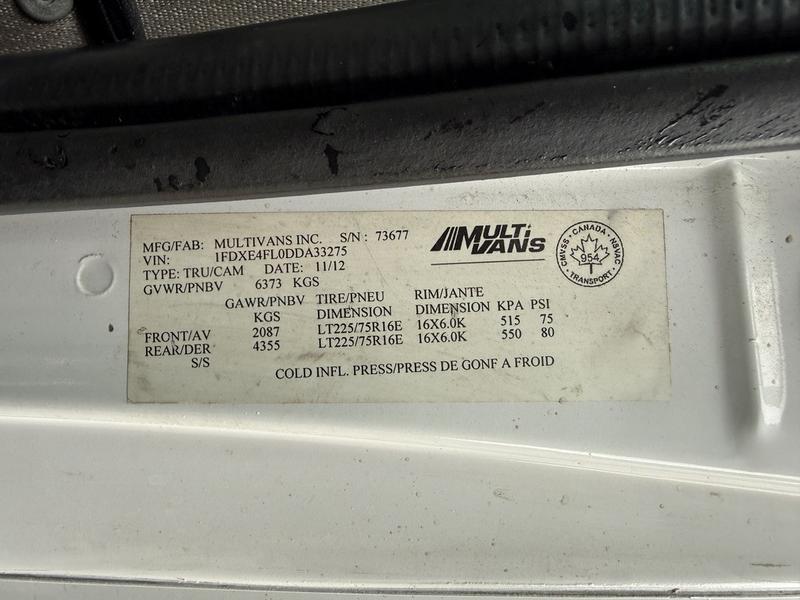 MFG/FAB: MULTIVANS INC. S/N : 73677
VIN: 1FDXE4FL0DDA33275
TYPE: TRU/CAM DATE: 11/12
GVWR/PNBV 6373 KGS
MULTI VANS
CMVSS · CANADA · NSVAC · TRANSPORT ·
954
GAWR/PNBV TIRE/PNEU RIM/JANTE
KGS DIMENSION DIMENSION KPA PSI
FRONT/AV 2087 LT225/75R16E 16X6.0K 515 75
REAR/DER 4355 LT225/75R16E 16X6.0K 550 80
S/S
COLD INFL. PRESS/PRESS DE GONF A FROID